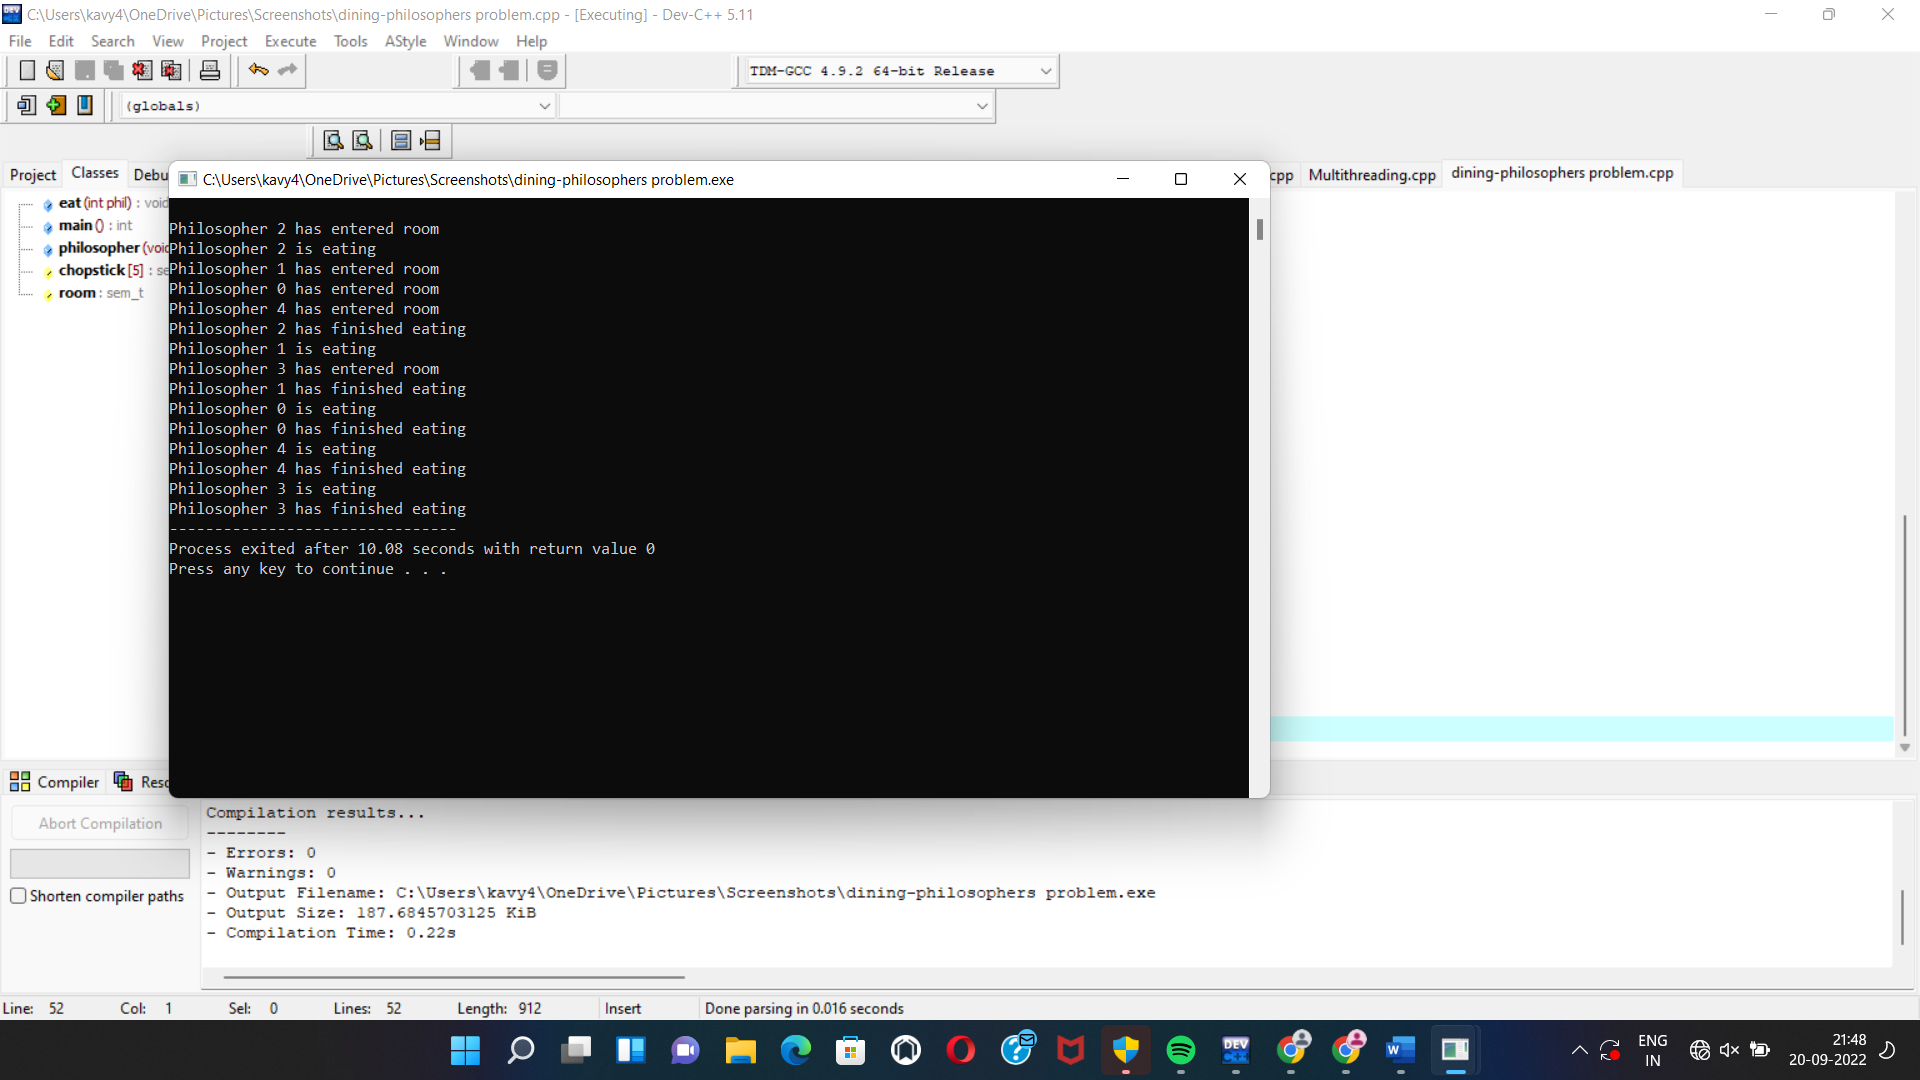 C:\Users\kavy4\OneDrive\Pictures\Screenshots\dining-philosophers problem.cpp - [Executing] - Dev-C++ 5.11
File Edit Search View Project Execute Tools AStyle Window Help
TDM-GCC 4.9.2 64-bit Release
(globals)
Project Classes Debu
cpp Multithreading.cpp dining-philosophers problem.cpp
eat (int phil) : void
main () : int
philosopher (voic
chopstick [5] : se
room : sem_t
C:\Users\kavy4\OneDrive\Pictures\Screenshots\dining-philosophers problem.exe
Philosopher 2 has entered room
Philosopher 2 is eating
Philosopher 1 has entered room
Philosopher 0 has entered room
Philosopher 4 has entered room
Philosopher 2 has finished eating
Philosopher 1 is eating
Philosopher 3 has entered room
Philosopher 1 has finished eating
Philosopher 0 is eating
Philosopher 0 has finished eating
Philosopher 4 is eating
Philosopher 4 has finished eating
Philosopher 3 is eating
Philosopher 3 has finished eating
--------------------------------
Process exited after 10.08 seconds with return value 0
Press any key to continue . . .
Compiler Reso
Abort Compilation
Shorten compiler paths
Compilation results...
--------
- Errors: 0
- Warnings: 0
- Output Filename: C:\Users\kavy4\OneDrive\Pictures\Screenshots\dining-philosophers problem.exe
- Output Size: 187.6845703125 KiB
- Compilation Time: 0.22s
Line: 52 Col: 1 Sel: 0 Lines: 52 Length: 912 Insert Done parsing in 0.016 seconds
DEV C++
ENG
IN
21:48
20-09-2022